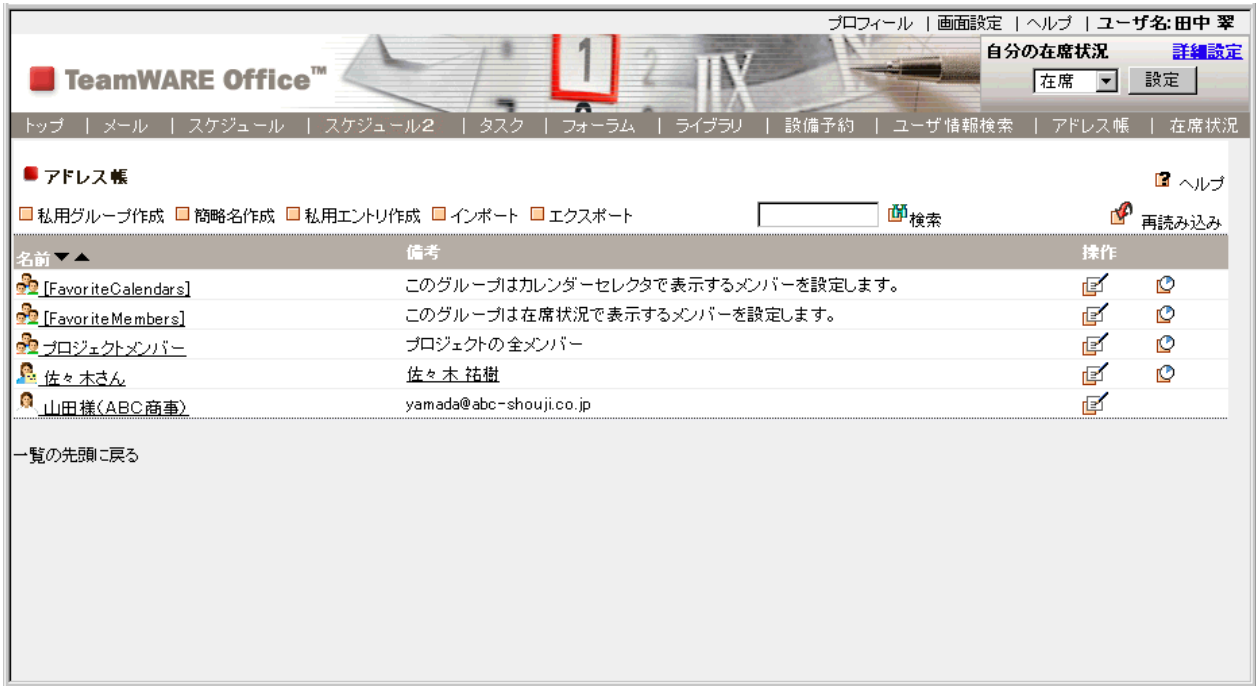 プロフィール | 画面設定 | ヘルプ | ユーザ名:田中 翠
自分の在席状況 詳細設定
TeamWARE Office™
在席 設定
トップ | メール | スケジュール | スケジュール2 | タスク | フォーラム | ライブラリ | 設備予約 | ユーザ情報検索 | アドレス帳 | 在席状況
アドレス帳
ヘルプ
私用グループ作成 簡略名作成 私用エントリ作成 インポート エクスポート 検索 再読み込み
名前▼▲ 備考 操作
[FavoriteCalendars] このグループはカレンダーセレクタで表示するメンバーを設定します。
[FavoriteMembers] このグループは在席状況で表示するメンバーを設定します。
プロジェクトメンバー プロジェクトの全メンバー
佐々木さん 佐々木 祐樹
山田様(ABC商事) yamada@abc-shouji.co.jp
一覧の先頭に戻る